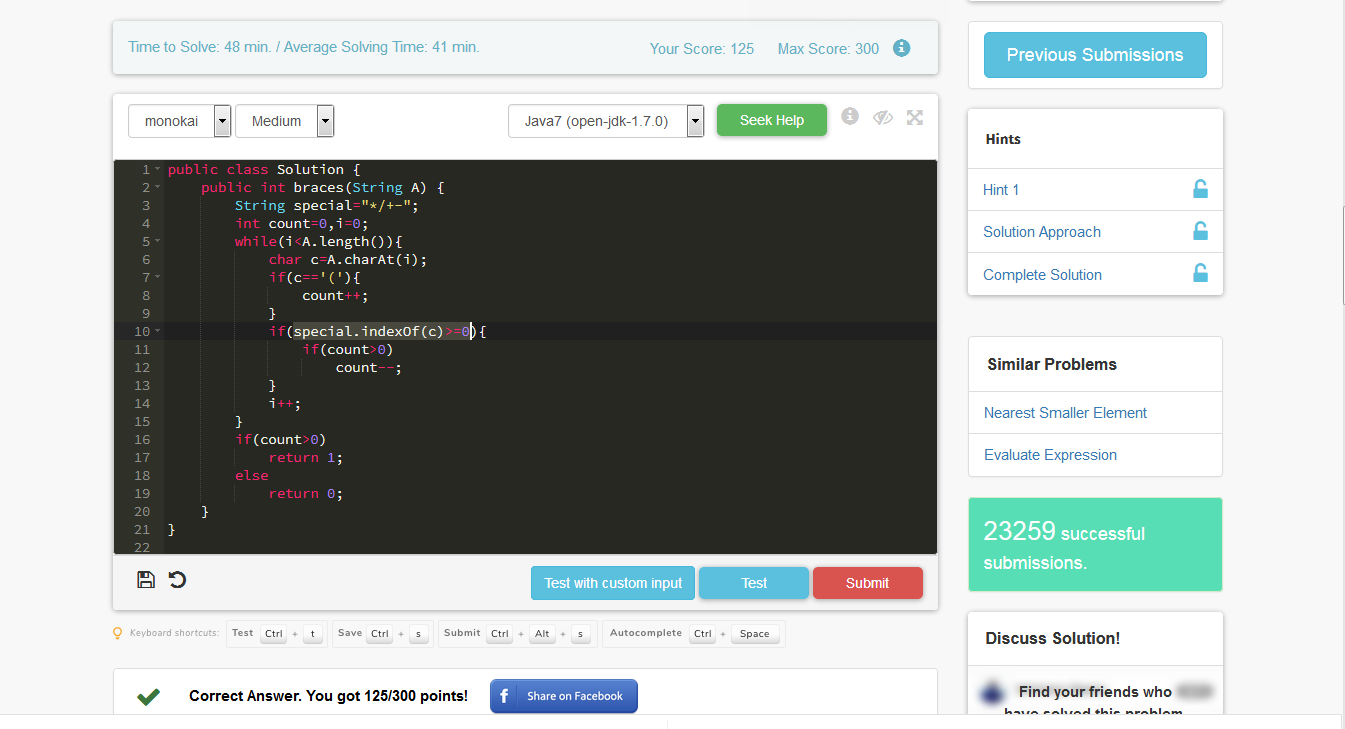 Time to Solve: 48 min. / Average Solving Time: 41 min.
Your Score: 125
Max Score: 300
monokai
Medium
Java7 (open-jdk-1.7.0)
Seek Help
1 public class Solution {
2 public int braces(String A) {
3 String special="*/+-";
4 int count=0,i=0;
5 while(i<A.length()){
6 char c=A.charAt(i);
7 if(c=='('){
8 count++;
9 }
10 if(special.indexOf(c)>=0){
11 if(count>0)
12 count--;
13 }
14 i++;
15 }
16 if(count>0)
17 return 1;
18 else
19 return 0;
20 }
21 }
22
Test with custom input
Test
Submit
Keyboard shortcuts: Test Ctrl + t Save Ctrl + s Submit Ctrl + Alt + s Autocomplete Ctrl + Space
Correct Answer. You got 125/300 points!
f Share on Facebook
Previous Submissions
Hints
Hint 1
Solution Approach
Complete Solution
Similar Problems
Nearest Smaller Element
Evaluate Expression
23259 successful
submissions.
Discuss Solution!
Find your friends who
have solved this problem